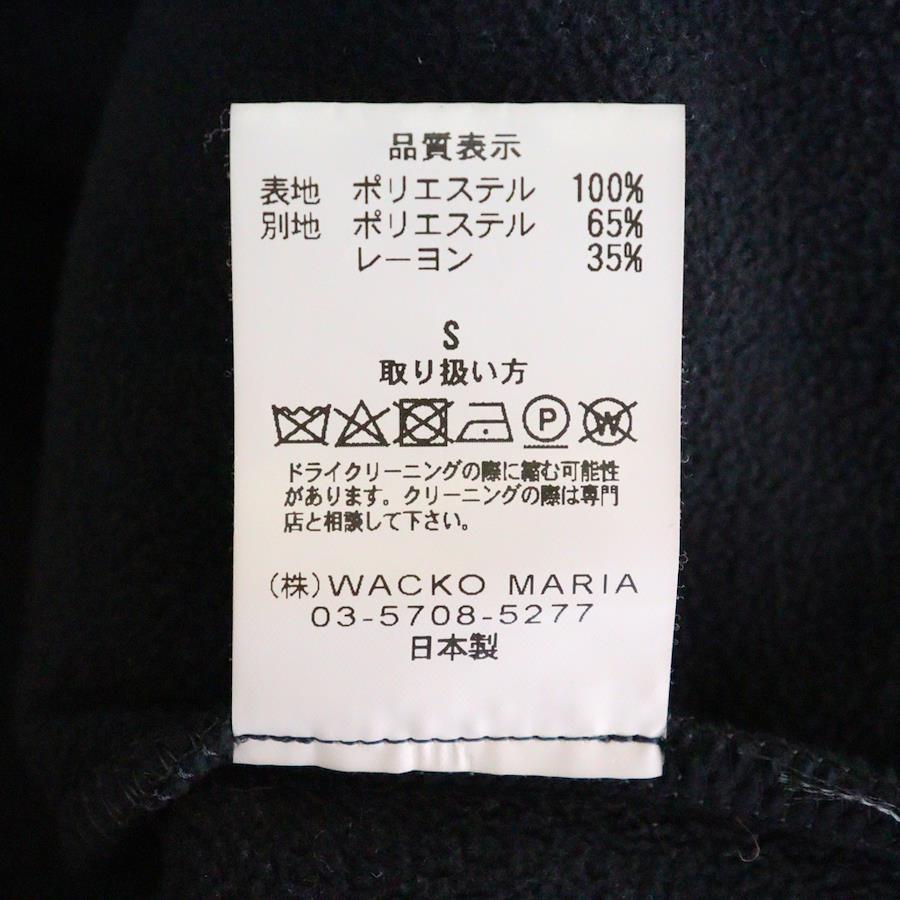 品質表示
表地 ポリエステル 100%
別地 ポリエステル 65%
レーヨン 35%
S
取り扱い方
P W
ドライクリーニングの際に縮む可能性
があります。クリーニングの際は専門
店と相談して下さい。
(株)WACKO MARIA
03-5708-5277
日本製